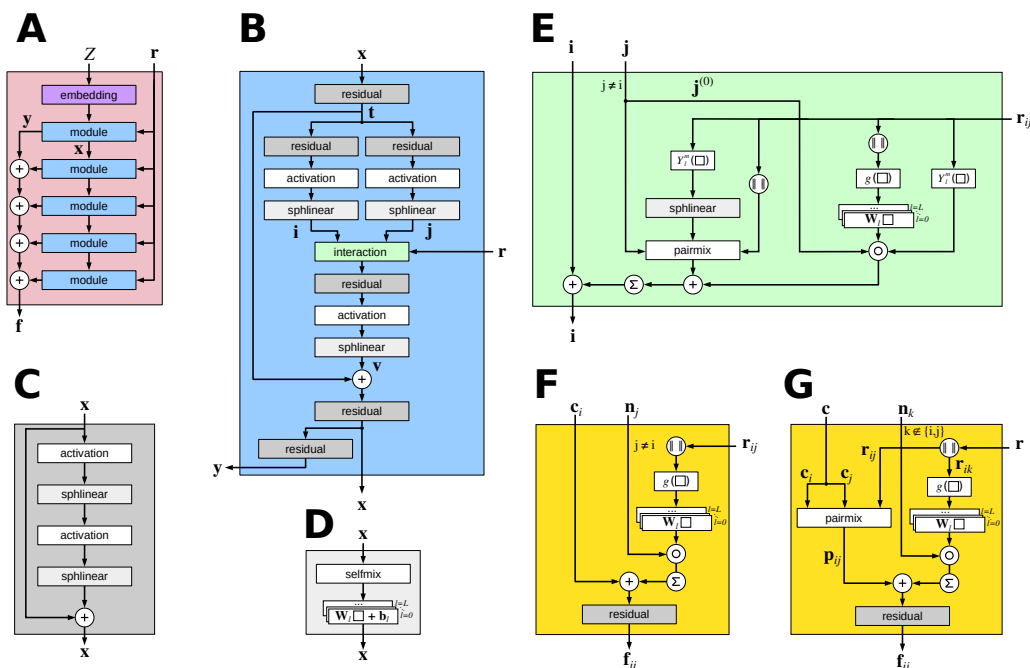 A
Z r
embedding
y
module
x
module
module
module
module
+
+
+
+
f
B
x
residual
t
residual residual
activation activation
sphlinear sphlinear
i j
interaction r
residual
activation
sphlinear
v
+
residual
residual
y
x
C
x
activation
sphlinear
activation
sphlinear
+
x
D
x
selfmix
... l=L
W_l □ + b_l l=0
x
E
i j
j ≠ i j^(0)
r_ij
‖ ‖
Y_l^m(□) ‖ ‖ g(□) Y_l^m(□)
sphlinear ... l=L
W_l □ l=0
pairmix
+ Σ +
i
F
c_i n_j
j ≠ i ‖ ‖ r_ij
g(□)
... l=L
W_l □ l=0
+ Σ
residual
f_ii
G
c n_k
k ∉ {i,j}
r_ij ‖ ‖ r
r_ik
c_i c_j g(□)
... l=L
pairmix W_l □ l=0
p_ij
+ Σ
residual
f_ij